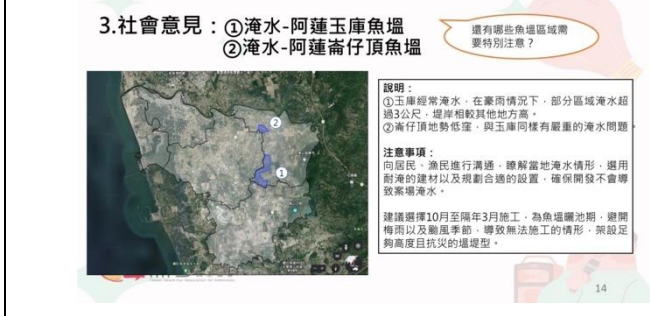 3.社會意見：①淹水-阿蓮玉庫魚塭
②淹水-阿蓮崙仔頂魚塭
還有哪些魚塭區域需
要特別注意？
②
①
說明：
①玉庫經常淹水，在豪雨情況下，部分區域淹水超
過3公尺，堤岸相較其他地方高。
②崙仔頂地勢低窪，與玉庫同樣有嚴重的淹水問題。
注意事項：
向居民、漁民進行溝通，瞭解當地淹水情形，選用
耐淹的建材以及規劃合適的設置，確保開發不會導
致案場淹水。
建議選擇10月至隔年3月施工，為魚塭曬池期，避開
梅雨以及颱風季節，導致無法施工的情形，架設足
夠高度且抗災的塭堤型。
14